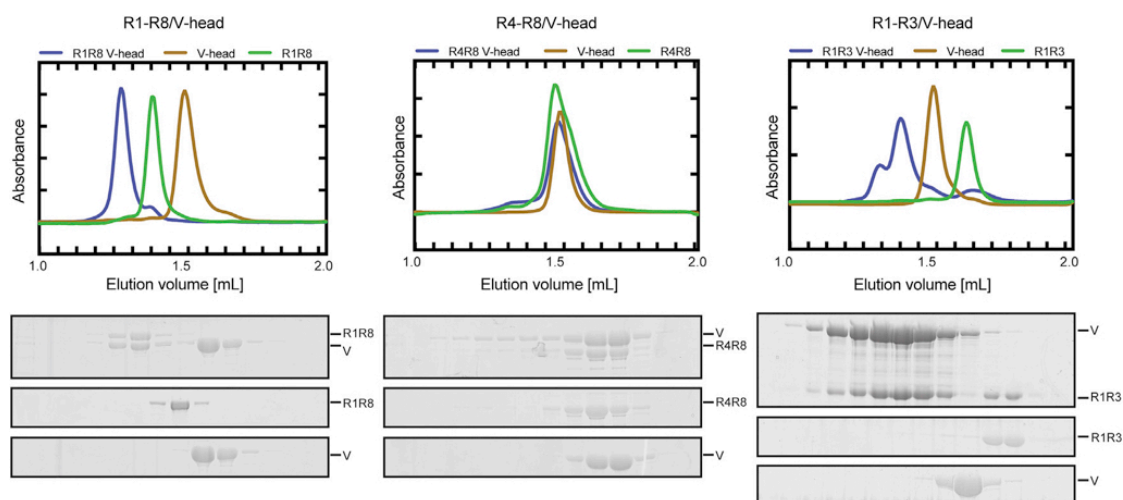 R1-R8/V-head
R1R8 V-head V-head R1R8
Absorbance
1.0 1.5 2.0
Elution volume [mL]
R1R8
V
R1R8
V
R4-R8/V-head
R4R8 V-head V-head R4R8
Absorbance
1.0 1.5 2.0
Elution volume [mL]
V
R4R8
R4R8
V
R1-R3/V-head
R1R3 V-head V-head R1R3
Absorbance
1.0 1.5 2.0
Elution volume [mL]
V
R1R3
R1R3
V